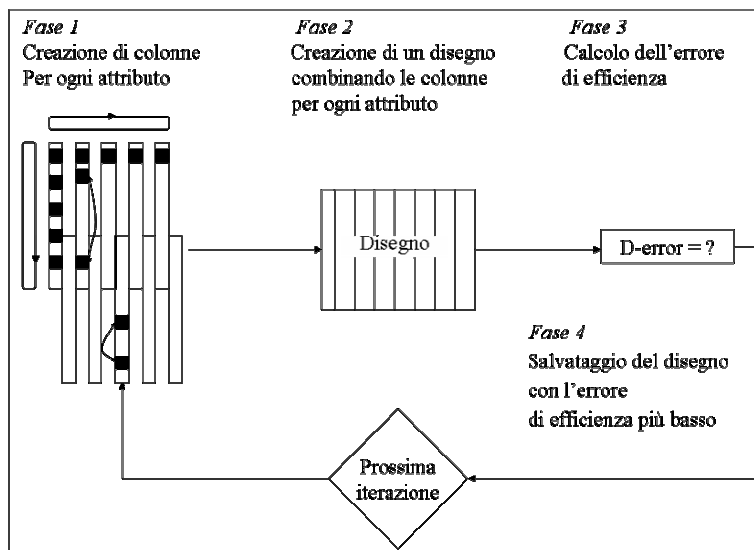 Fase 1
Creazione di colonne
Per ogni attributo
Fase 2
Creazione di un disegno
combinando le colonne
per ogni attributo
Fase 3
Calcolo dell'errore
di efficienza
Disegno
D-error = ?
Fase 4
Salvataggio del disegno
con l'errore
di efficienza più basso
Prossima
iterazione